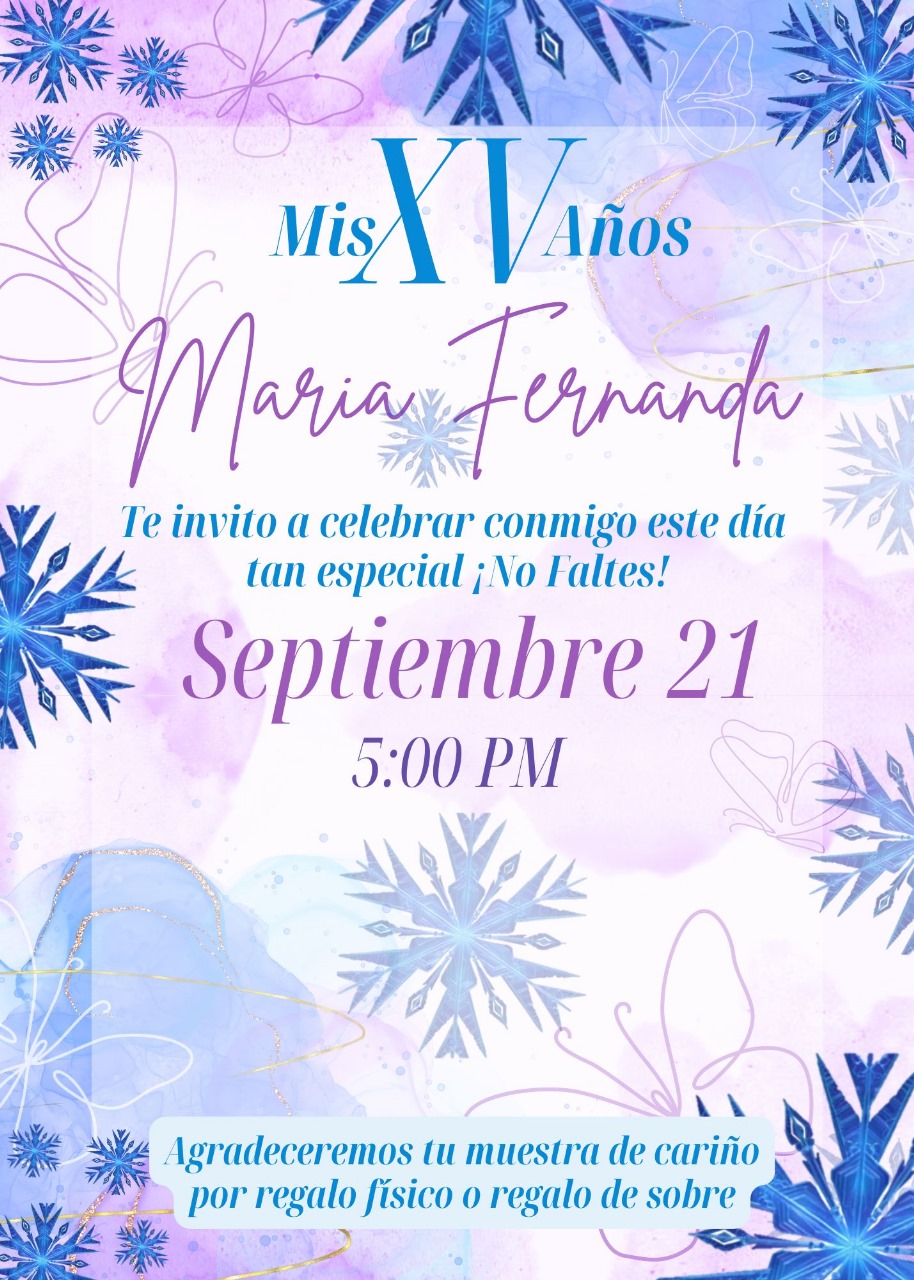 Mis XV Años
Maria Fernanda
Te invito a celebrar conmigo este día
tan especial ¡No Faltes!
Septiembre 21
5:00 PM
Agradeceremos tu muestra de cariño
por regalo físico o regalo de sobre